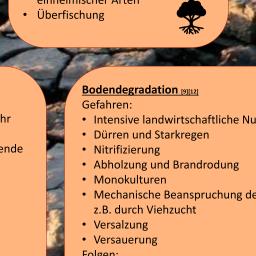 einheimischer Arten
• Überfischung
hr
ende
Bodendegradation [9][12]
Gefahren:
• Intensive landwirtschaftliche Nu
• Dürren und Starkregen
• Nitrifizierung
• Abholzung und Brandrodung
• Monokulturen
• Mechanische Beanspruchung de
z.B. durch Viehzucht
• Versalzung
• Versauerung
Folgen: